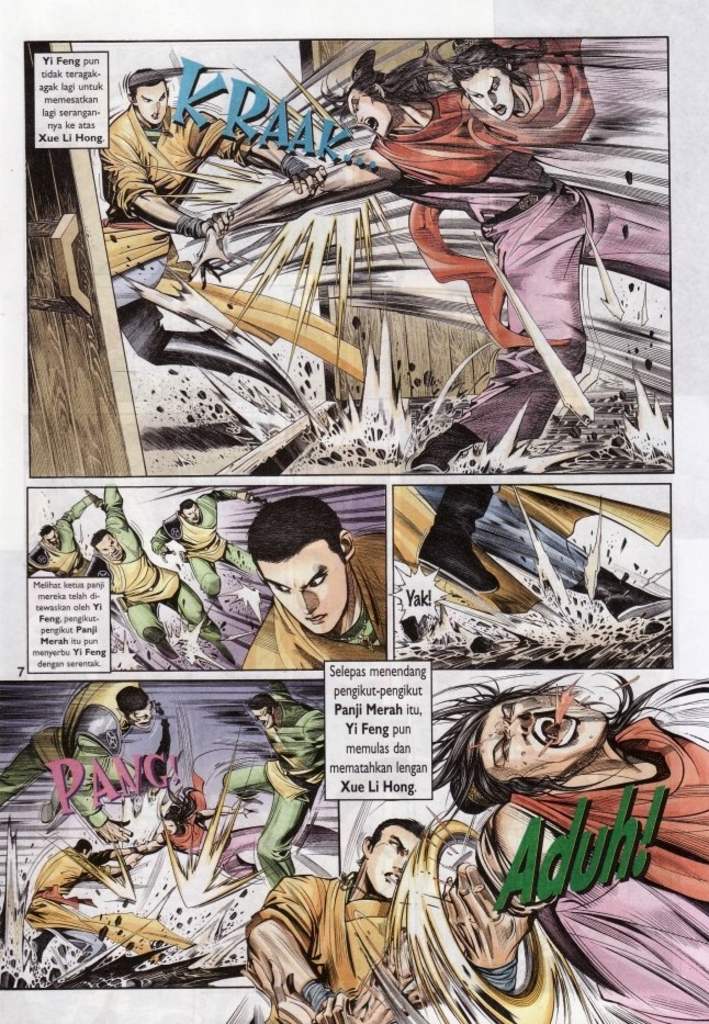 Yi Feng pun
tidak teragak-
agak lagi untuk
memesatkan
lagi serangan-
nya ke atas
Xue Li Hong.
KRAAK...
Melihat ketua
mereka telah di-
tewaskan oleh Yi
Feng, pengikut-
pengikut Panji
Merah itu pun
menyerbu Yi Feng
dengan serentak.
Yak!
7
Selepas menendang
pengikut-pengikut
Panji Merah itu,
Yi Feng pun
memulas dan
mematahkan lengan
Xue Li Hong.
PANG!
Aduh!